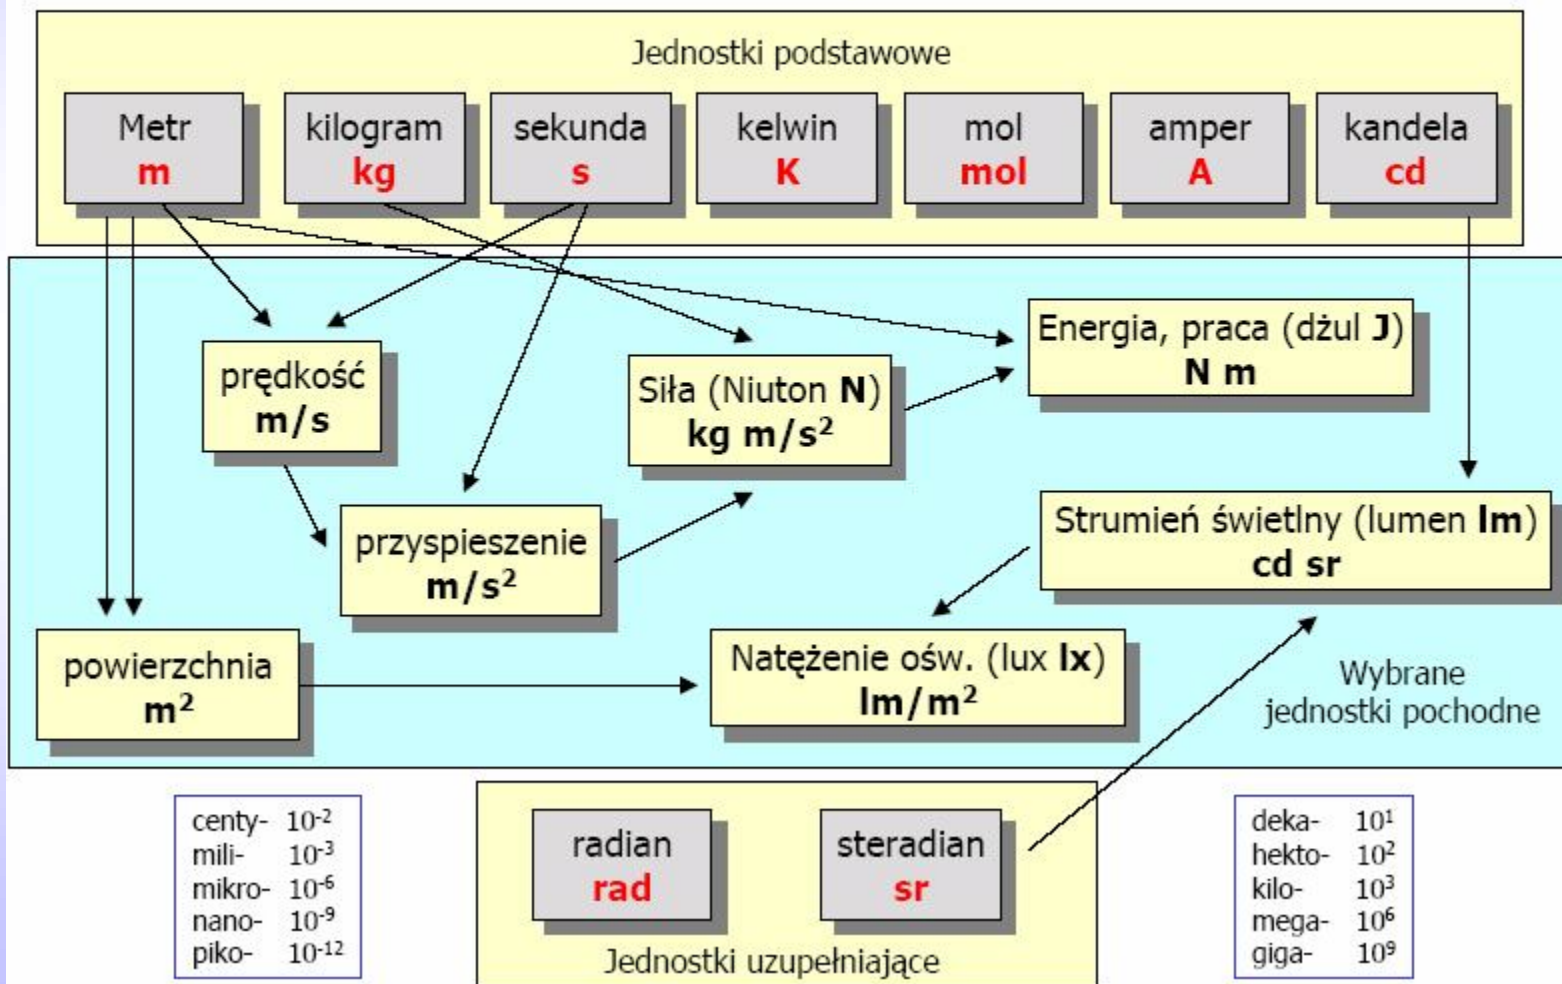 Jednostki podstawowe
Metr
m
kilogram
kg
sekunda
s
kelwin
K
mol
mol
amper
A
kandela
cd
prędkość
m/s
Siła (Niuton N)
kg m/s²
Energia, praca (dżul J)
N m
przyspieszenie
m/s²
Strumień świetlny (lumen lm)
cd sr
powierzchnia
m²
Natężenie ośw. (lux lx)
lm/m²
Wybrane
jednostki pochodne
centy- 10⁻²
mili- 10⁻³
mikro- 10⁻⁶
nano- 10⁻⁹
piko- 10⁻¹²
radian
rad
steradian
sr
Jednostki uzupełniające
deka- 10¹
hekto- 10²
kilo- 10³
mega- 10⁶
giga- 10⁹